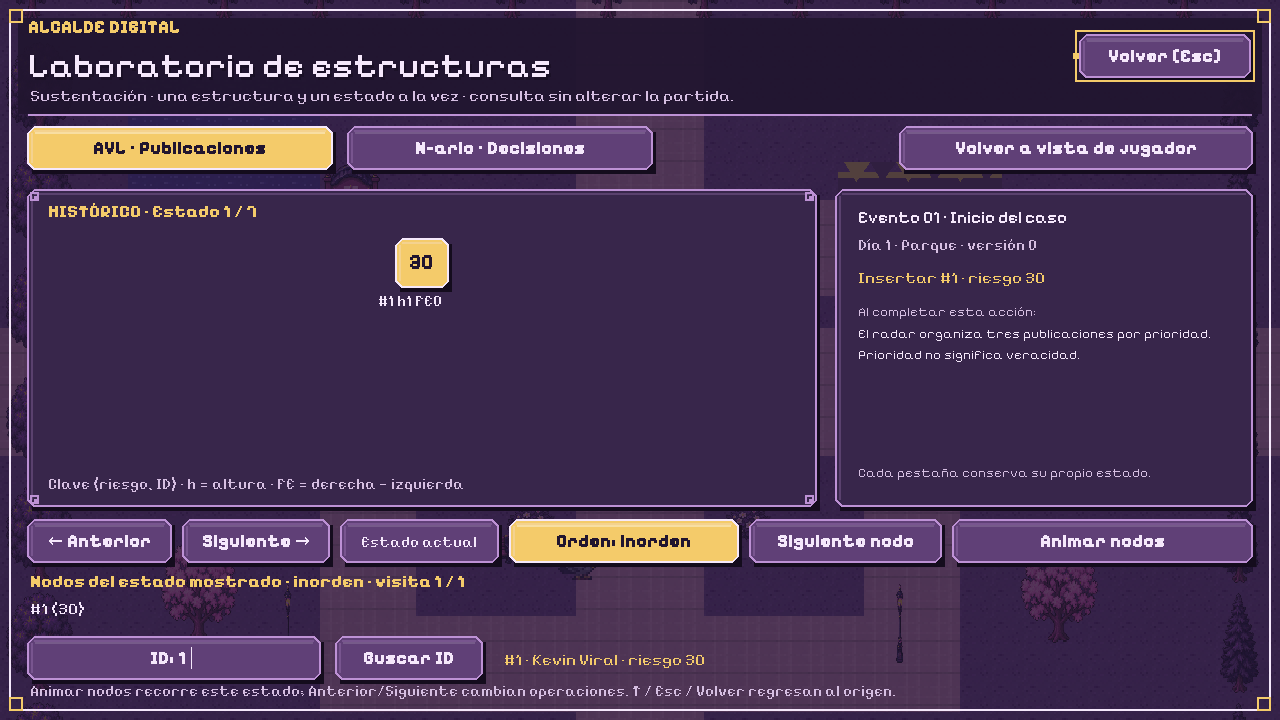 ALCALDE DIGITAL
Laboratorio de estructuras
Volver (Esc)
Sustentación · una estructura y un estado a la vez · consulta sin alterar la partida.
AVL · Publicaciones
N-ario · Decisiones
Volver a vista de jugador
HISTÓRICO · Estado 1 / 7
30
#1 h1 FE0
Clave (riesgo, ID) · h = altura · FE = derecha - izquierda
Evento 01 · Inicio del caso
Día 1 · Parque · versión 0
Insertar #1 · riesgo 30
Al completar esta acción:
El radar organiza tres publicaciones por prioridad.
Prioridad no significa veracidad.
Cada pestaña conserva su propio estado.
← Anterior
Siguiente →
Estado actual
Orden: inorden
Siguiente nodo
Animar nodos
Nodos del estado mostrado · inorden · visita 1 / 1
#1 (30)
ID: 1
Buscar ID
#1 · Kevin Viral · riesgo 30
Animar nodos recorre este estado; Anterior/Siguiente cambian operaciones. ↑ / Esc / Volver regresan al origen.